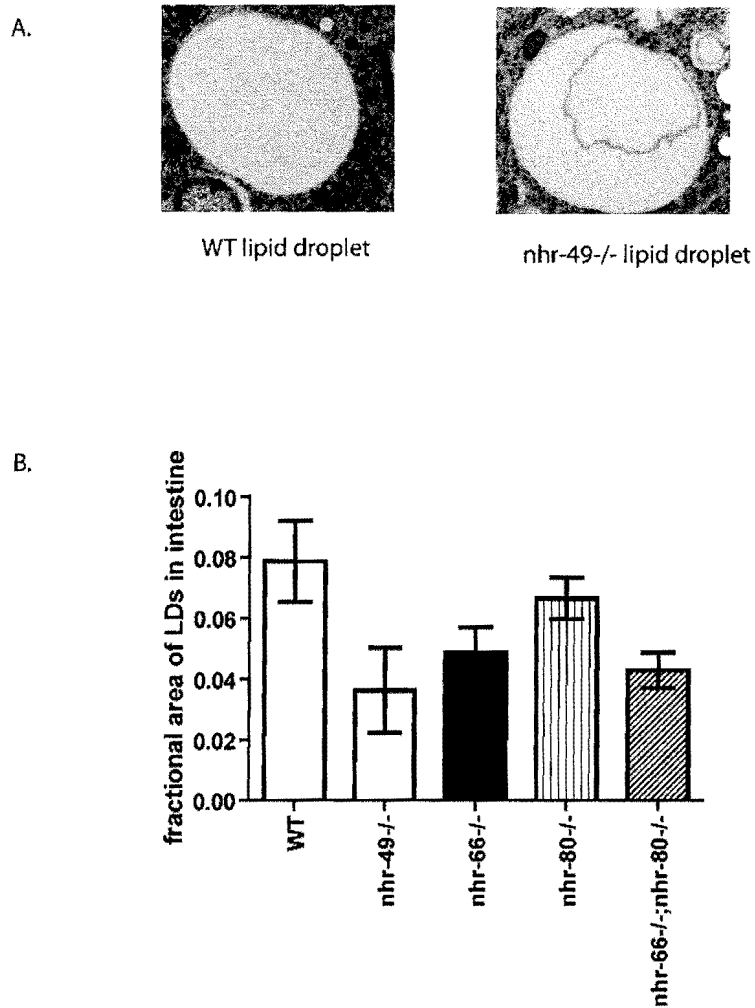 A.
WT lipid droplet
nhr-49-/- lipid droplet
B.
fractional area of LDs in intestine
0.10
0.08
0.06
0.04
0.02
0.00
WT
nhr-49-/-
nhr-66-/-
nhr-80-/-
nhr-66-/-;nhr-80-/-